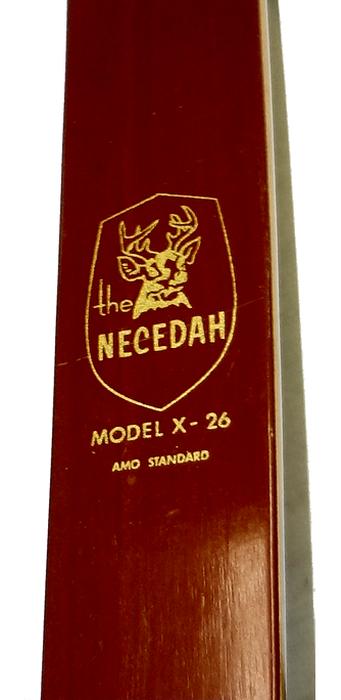 the
NECEDAH
MODEL X-26
AMO STANDARD